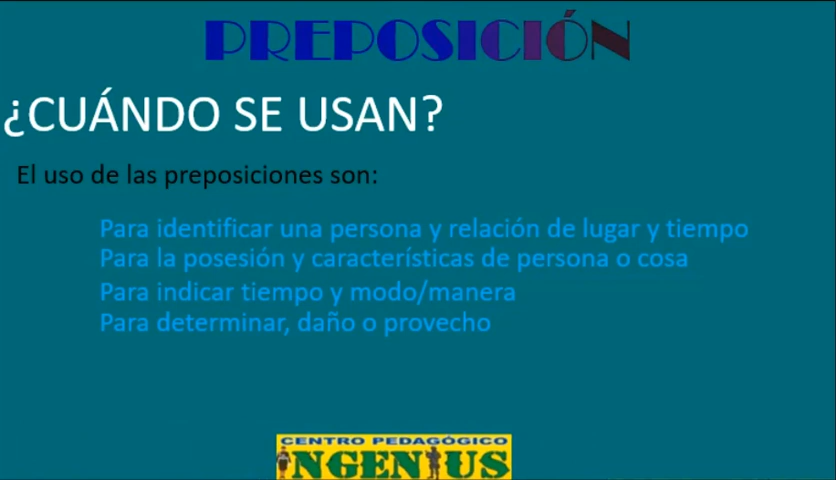 PREPOSICIÓN
¿CUÁNDO SE USAN?
El uso de las preposiciones son:
Para identificar una persona y relación de lugar y tiempo
Para la posesión y características de persona o cosa
Para indicar tiempo y modo/manera
Para determinar, daño o provecho
CENTRO PEDAGÓGICO
INGENIUS